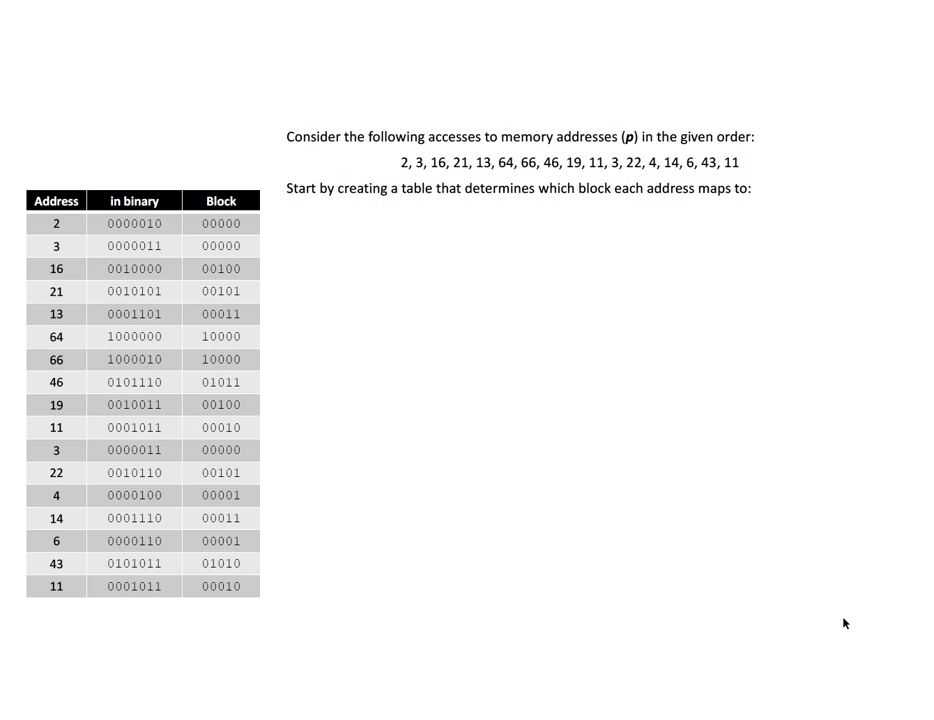 Consider the following accesses to memory addresses (p) in the given order:
2, 3, 16, 21, 13, 64, 66, 46, 19, 11, 3, 22, 4, 14, 6, 43, 11
Start by creating a table that determines which block each address maps to:
Address in binary Block
2 0000010 00000
3 0000011 00000
16 0010000 00100
21 0010101 00101
13 0001101 00011
64 1000000 10000
66 1000010 10000
46 0101110 01011
19 0010011 00100
11 0001011 00010
3 0000011 00000
22 0010110 00101
4 0000100 00001
14 0001110 00011
6 0000110 00001
43 0101011 01010
11 0001011 00010